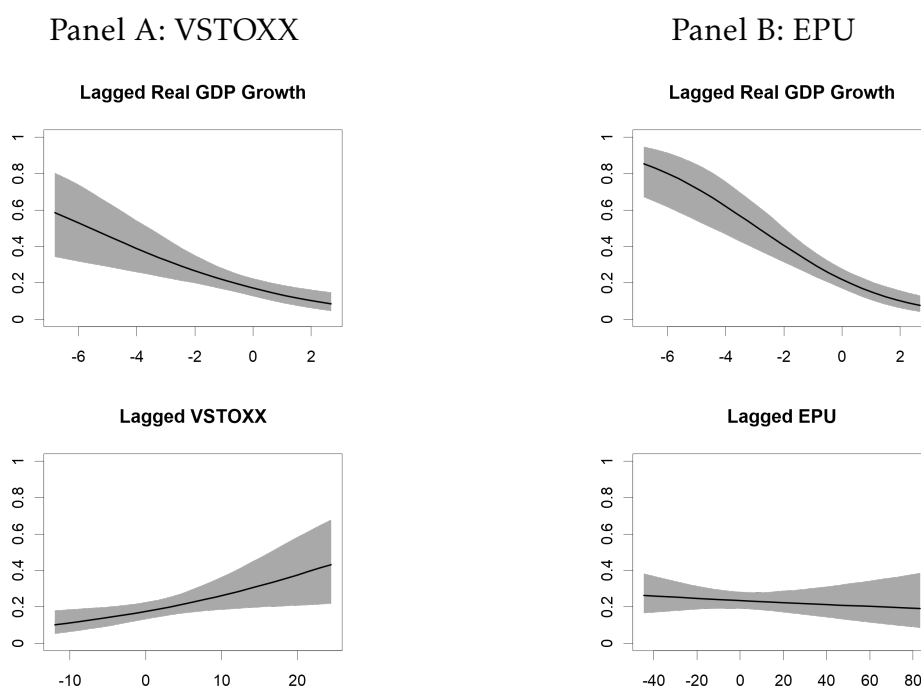 Panel A: VSTOXX
Panel B: EPU
Lagged Real GDP Growth
1
0.8
0.6
0.4
0.2
0
-6 -4 -2 0 2
Lagged Real GDP Growth
1
0.8
0.6
0.4
0.2
0
-6 -4 -2 0 2
Lagged VSTOXX
1
0.8
0.6
0.4
0.2
0
-10 0 10 20
Lagged EPU
1
0.8
0.6
0.4
0.2
0
-40 -20 0 20 40 60 80